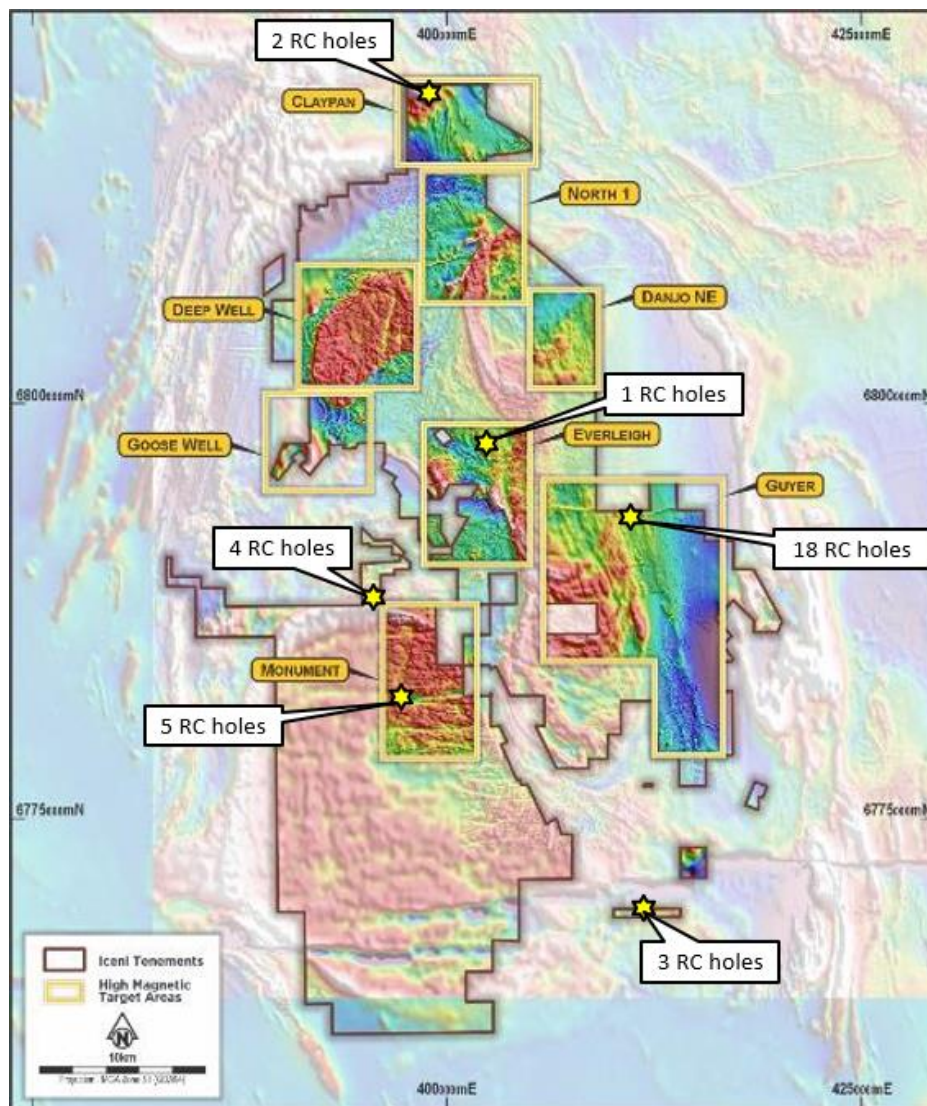 2 RC holes
400000mE
425000mE
CLAYPAN
NORTH 1
DEEP WELL
DANJO NE
6800000mN
6800000mN
1 RC holes
GOOSE WELL
EVERLEIGH
GUYER
4 RC holes
18 RC holes
MONUMENT
5 RC holes
6775000mN
6775000mN
3 RC holes
Iceni Tenements
High Magnetic
Target Areas
N
10km
400000mE
425000mE